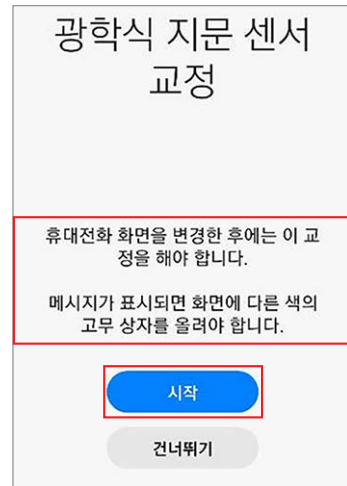 광학식 지문 센서
교정
휴대전화 화면을 변경한 후에는 이 교
정을 해야 합니다.
메시지가 표시되면 화면에 다른 색의
고무 상자를 올려야 합니다.
시작
건너뛰기